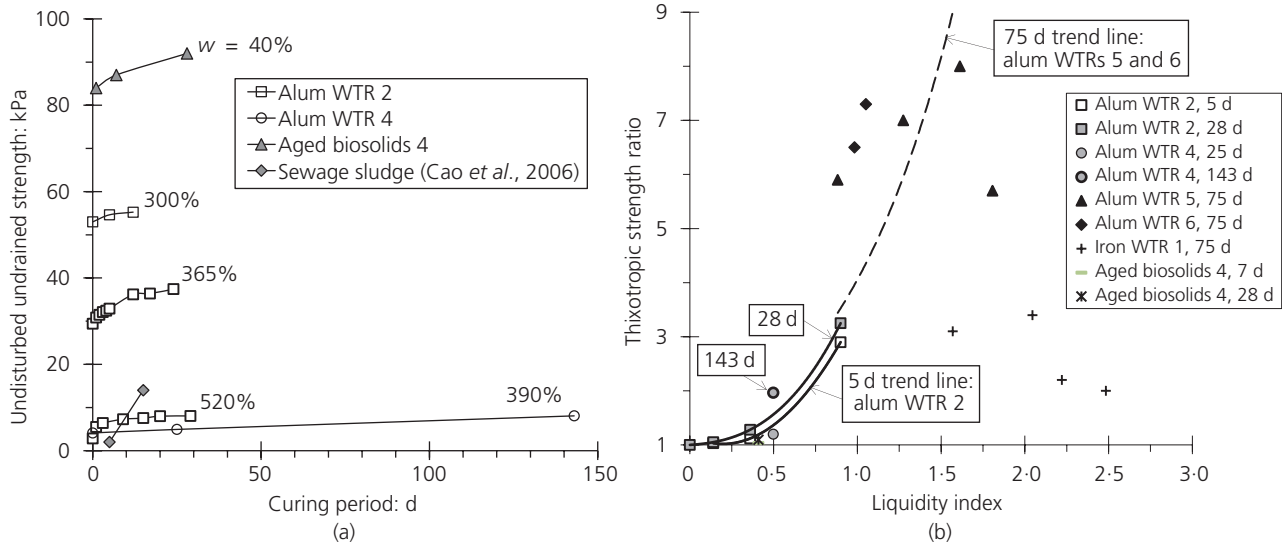 100
80
60
40
20
0
0
50
100
150
Undisturbed undrained strength: kPa
Curing period: d
(a)
w = 40%
300%
365%
520%
390%
Alum WTR 2
Alum WTR 4
Aged biosolids 4
Sewage sludge (Cao et al., 2006)
9
7
5
3
1
0
0·5
1·0
1·5
2·0
2·5
3·0
Thixotropic strength ratio
Liquidity index
(b)
75 d trend line:
alum WTRs 5 and 6
28 d
143 d
5 d trend line:
alum WTR 2
Alum WTR 2, 5 d
Alum WTR 2, 28 d
Alum WTR 4, 25 d
Alum WTR 4, 143 d
Alum WTR 5, 75 d
Alum WTR 6, 75 d
Iron WTR 1, 75 d
Aged biosolids 4, 7 d
Aged biosolids 4, 28 d